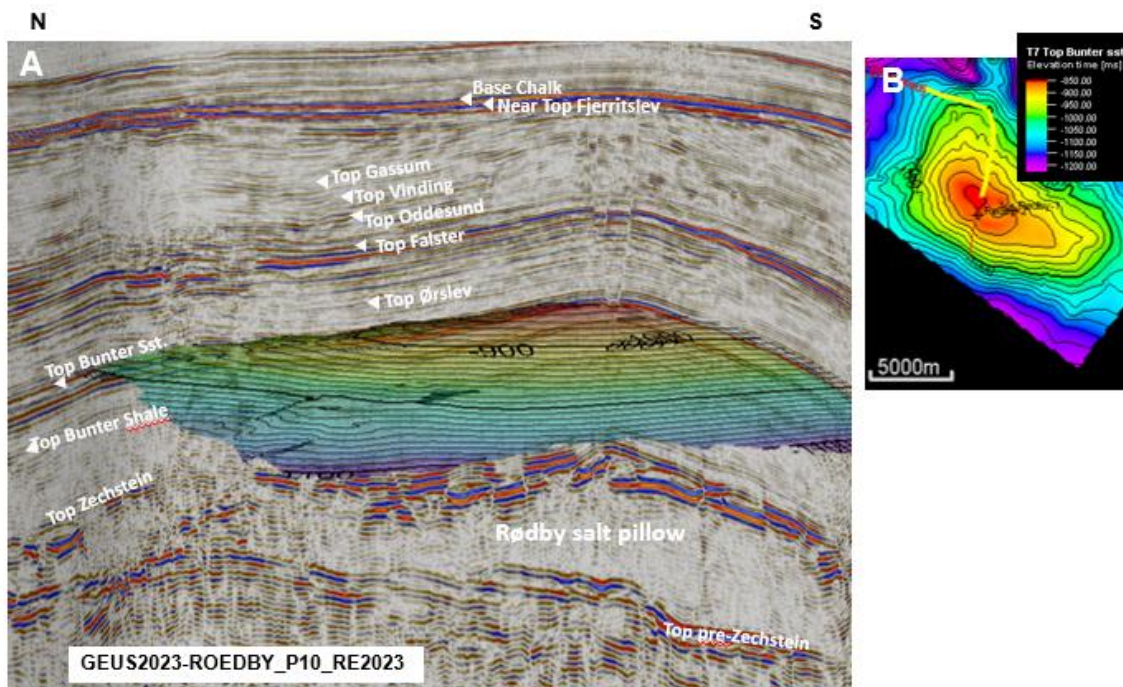 N
S
A
Base Chalk
Near Top Fjerritslev
Top Gassum
Top Vinding
Top Oddesund
Top Falster
Top Ørslev
Top Bunter Sst.
-900
Top Bunter Shale
Top Zechstein
Rødby salt pillow
Top pre-Zechstein
GEUS2023-ROEDBY_P10_RE2023
B
T7 Top Bunter sst
Elevation time [ms]
-850.00
-900.00
-950.00
-1000.00
-1050.00
-1100.00
-1150.00
-1200.00
5000m